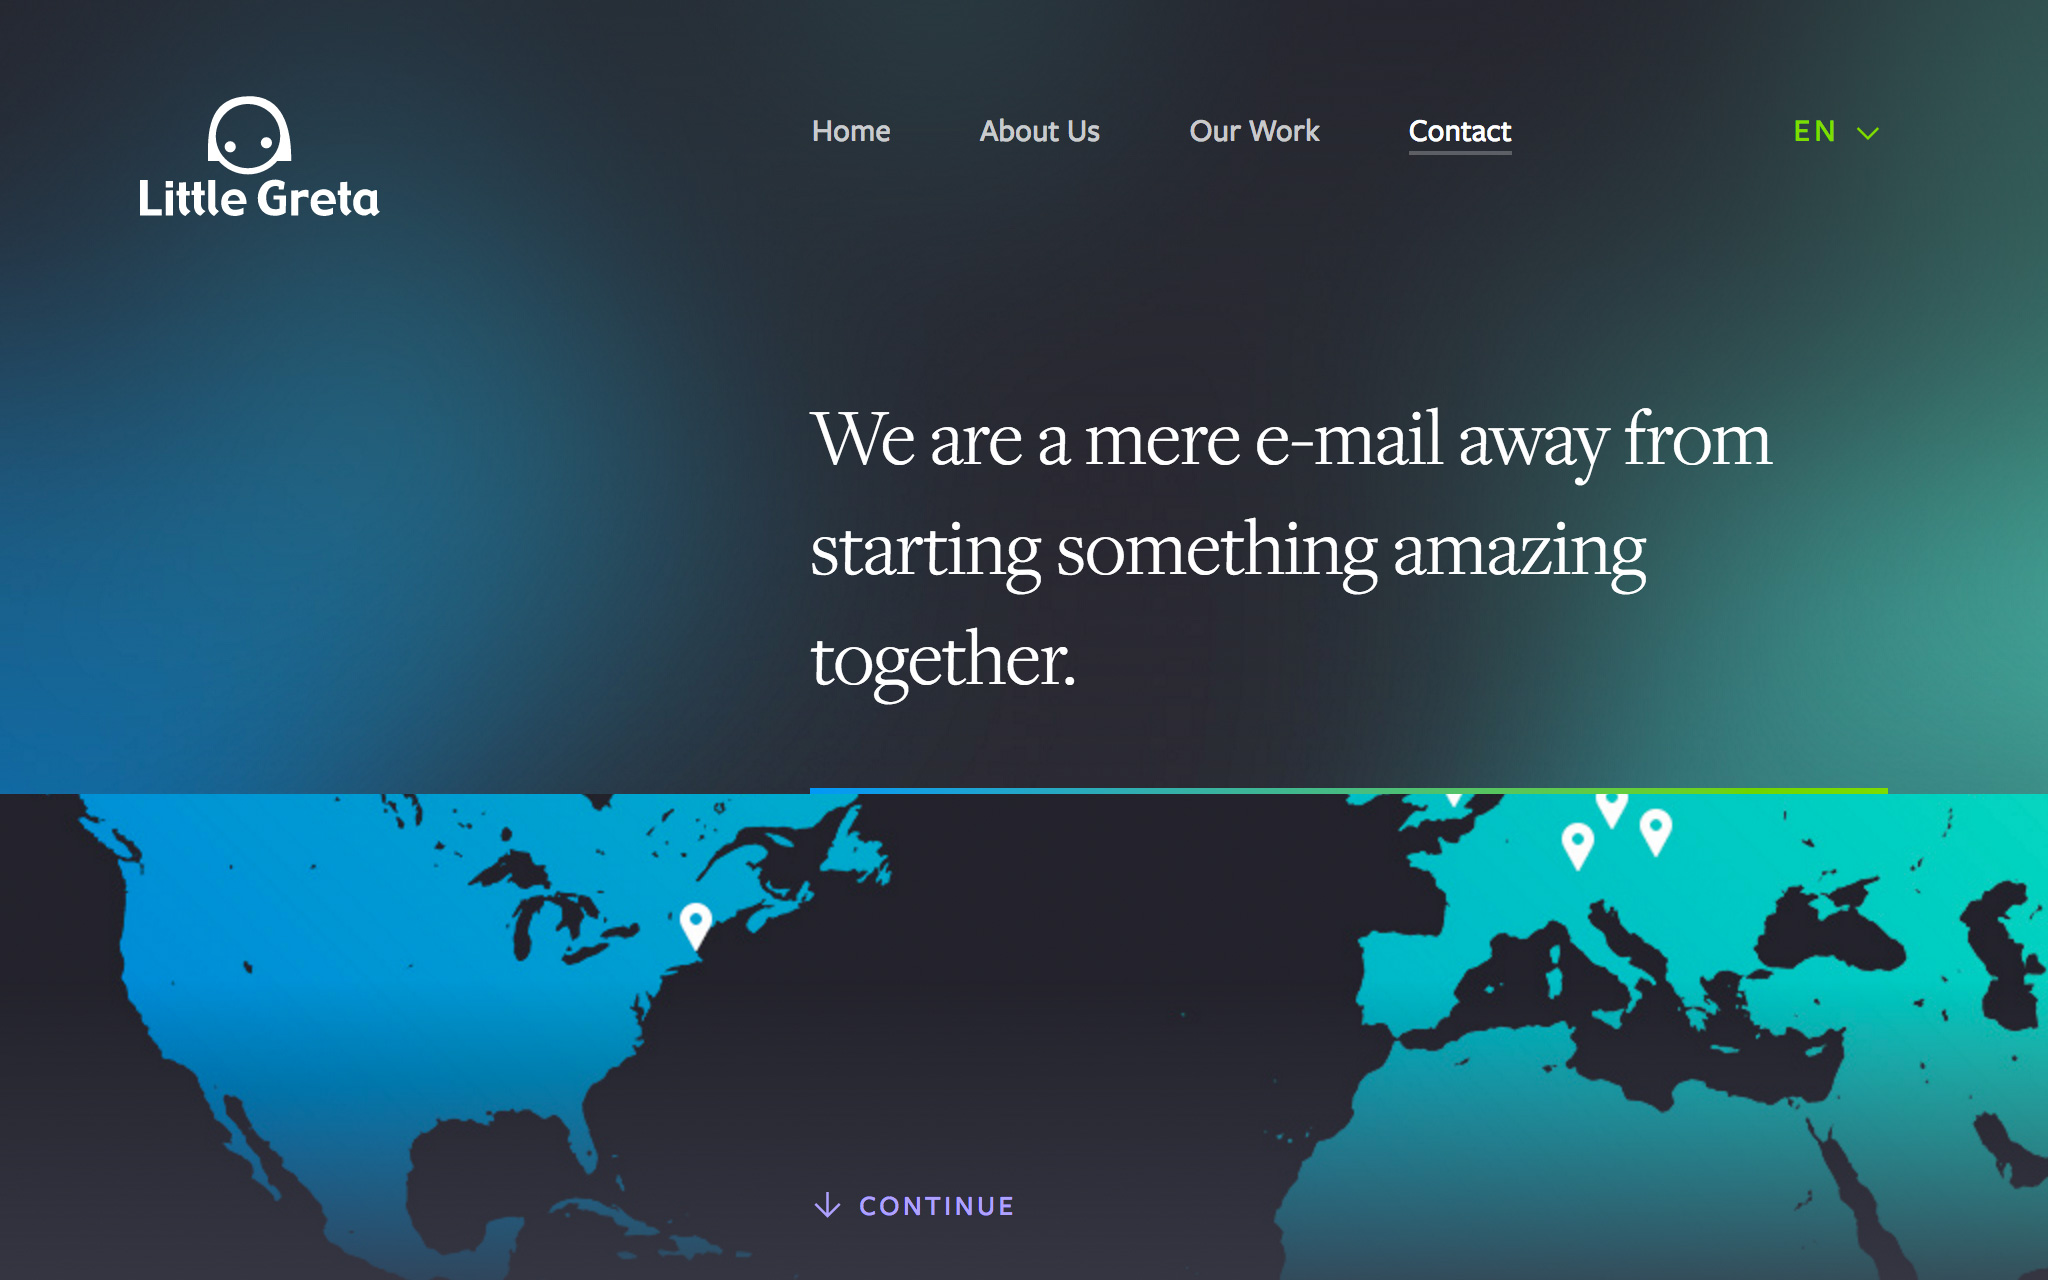 Little Greta
Home
About Us
Our Work
Contact
EN
We are a mere e-mail away from
starting something amazing
together.
CONTINUE